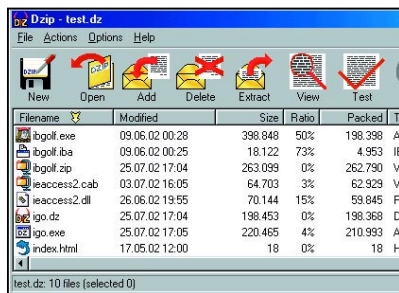 Dzip - test.dz
File Actions Options Help
New Open Add Delete Extract View Test
Filename Modified Size Ratio Packed T
ibgolf.exe 09.06.02 00:28 398.848 50% 198.398 A
ibgolf.iba 09.06.02 00:25 18.122 73% 4.953 IE
ibgolf.zip 25.07.02 17:04 263.099 0% 262.790 V
ieaccess2.cab 03.07.02 16:05 64.703 3% 62.929 V
ieaccess2.dll 26.06.02 19:55 70.144 15% 59.845 F
igo.dz 25.07.02 17:04 198.453 0% 198.368 D
igo.exe 25.07.02 17:05 220.465 4% 210.993 A
index.html 17.05.02 12:00 18 0% 18 H
test.dz: 10 files (selected 0)